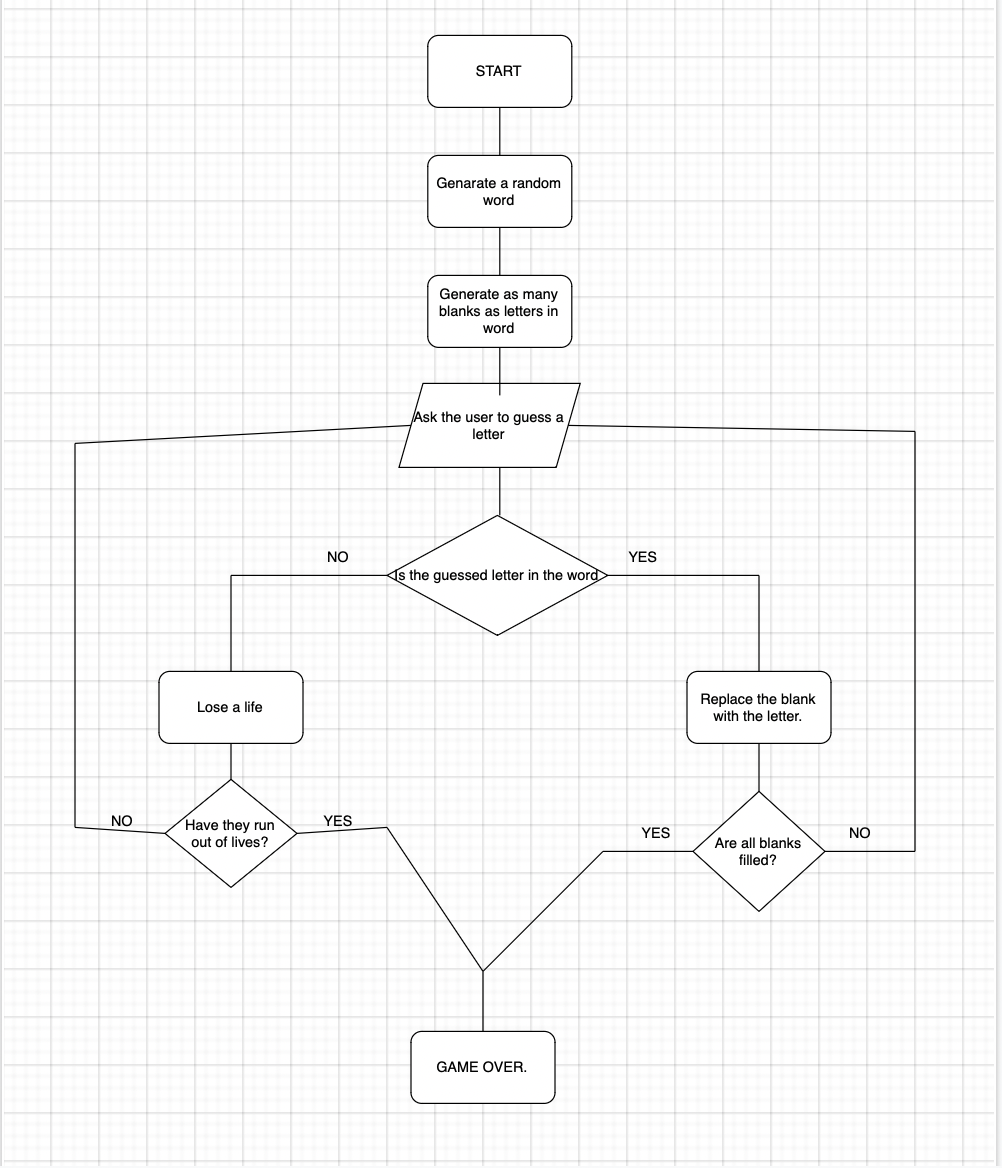 START
Genarate a random
word
Generate as many
blanks as letters in
word
Ask the user to guess a
letter
NO
YES
Is the guessed letter in the word
Lose a life
Replace the blank
with the letter.
NO
Have they run
out of lives?
YES
YES
Are all blanks
filled?
NO
GAME OVER.